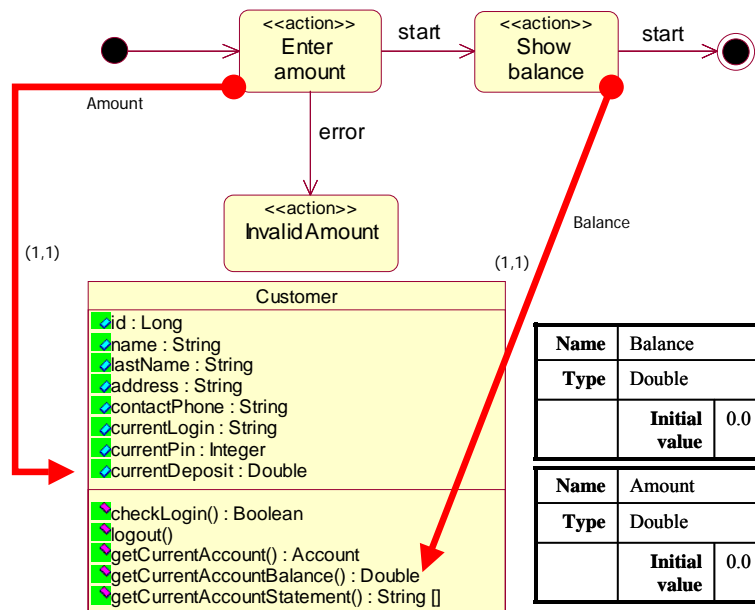 <<action>>
Enter
amount
start
<<action>>
Show
balance
start
Amount
error
<<action>>
InvalidAmount
Balance
(1,1)
(1,1)
Customer
id : Long
name : String
lastName : String
address : String
contactPhone : String
currentLogin : String
currentPin : Integer
currentDeposit : Double
checkLogin() : Boolean
logout()
getCurrentAccount() : Account
getCurrentAccountBalance() : Double
getCurrentAccountStatement() : String []
Name Balance
Type Double
Initial 0.0
value
Name Amount
Type Double
Initial 0.0
value